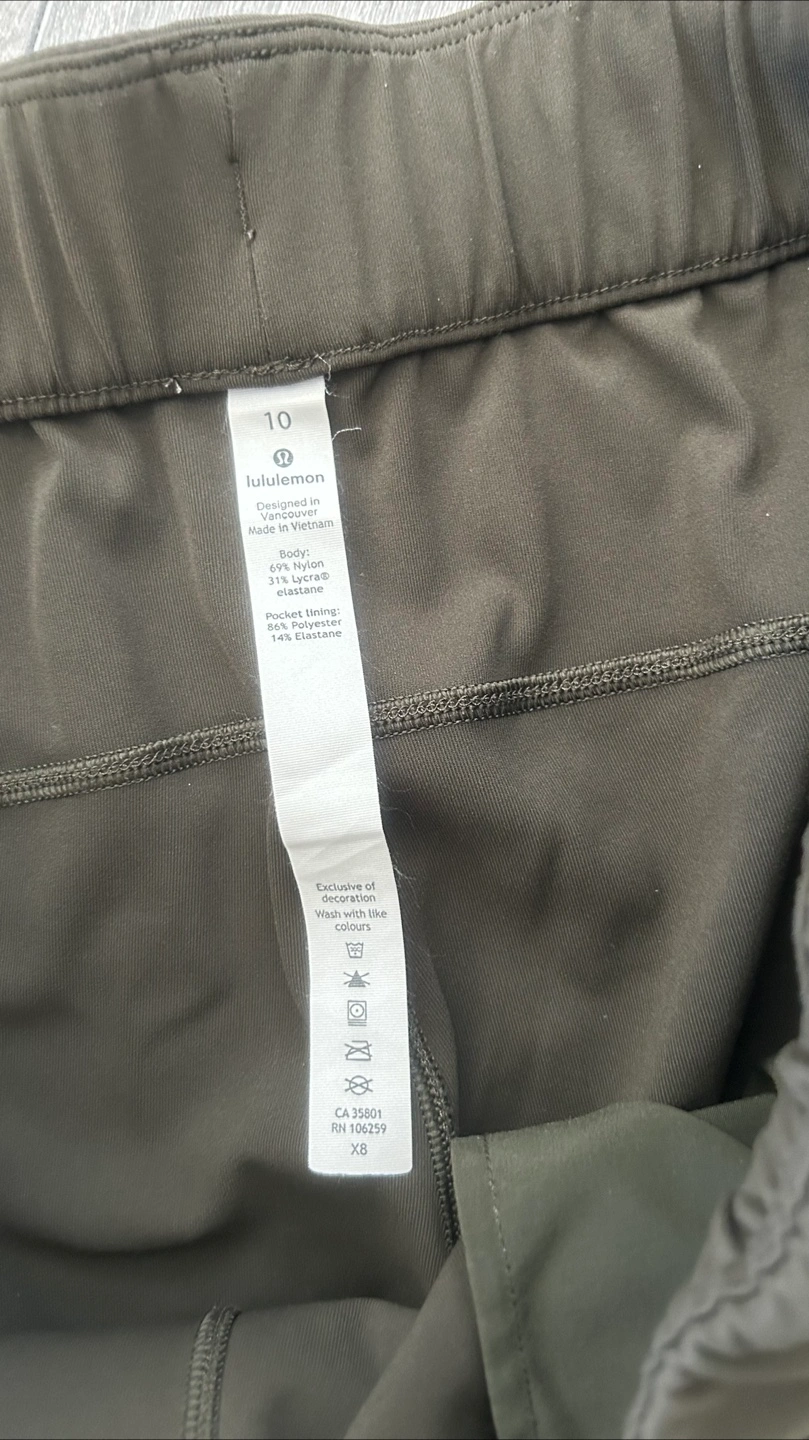 10
lululemon
Designed in
Vancouver
Made in Vietnam
Body:
69% Nylon
31% Lycra®
elastane
Pocket lining:
86% Polyester
14% Elastane
Exclusive of
decoration
Wash with like
colours
30C
CA 35801
RN 106259
X8